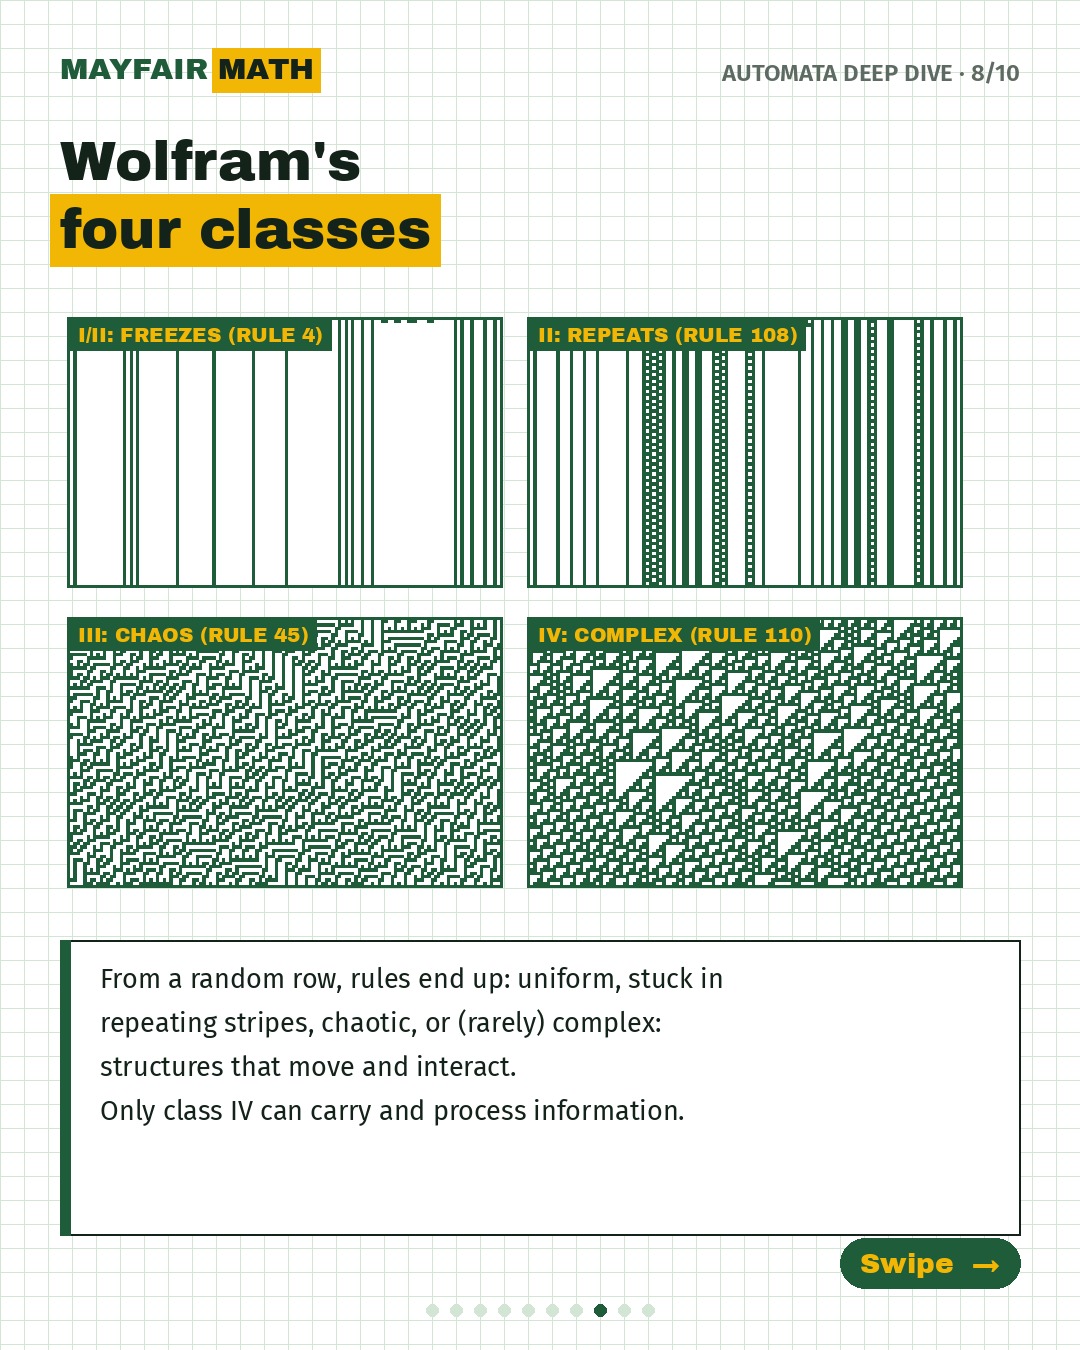 MAYFAIR MATH
AUTOMATA DEEP DIVE · 8/10
Wolfram's
four classes
I/II: FREEZES (RULE 4)
II: REPEATS (RULE 108)
III: CHAOS (RULE 45)
IV: COMPLEX (RULE 110)
From a random row, rules end up: uniform, stuck in
repeating stripes, chaotic, or (rarely) complex:
structures that move and interact.
Only class IV can carry and process information.
Swipe →